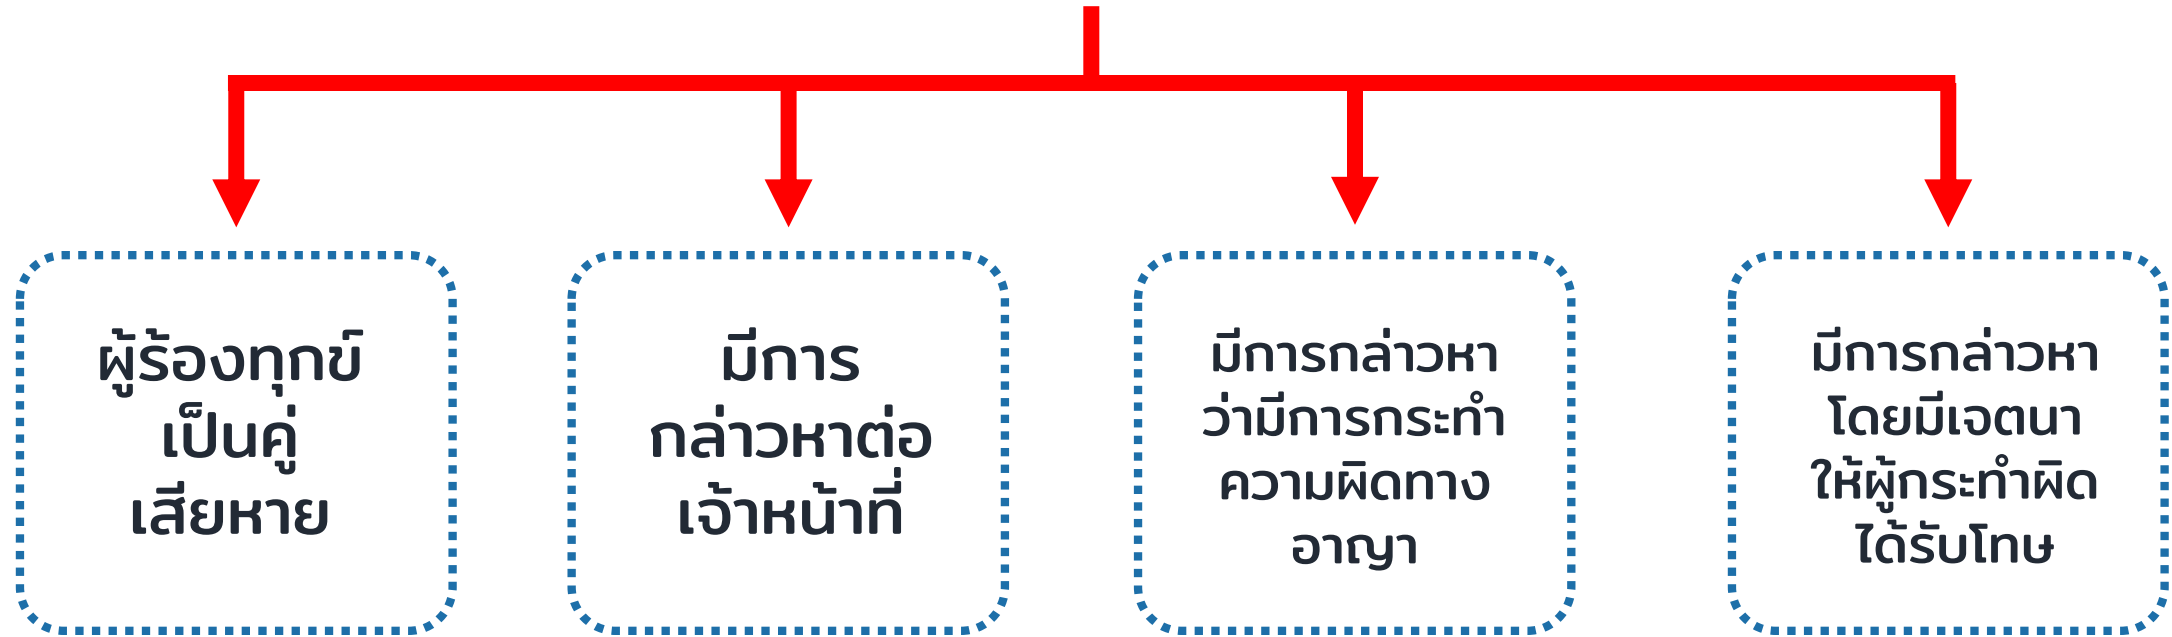 ผู้ร้องทุกข์
เป็นคู่
เสียหาย
มีการ
กล่าวหาต่อ
เจ้าหน้าที่
มีการกล่าวหา
ว่ามีการกระทำ
ความผิดทาง
อาญา
มีการกล่าวหา
โดยมีเจตนา
ให้ผู้กระทำผิด
ได้รับโทษ